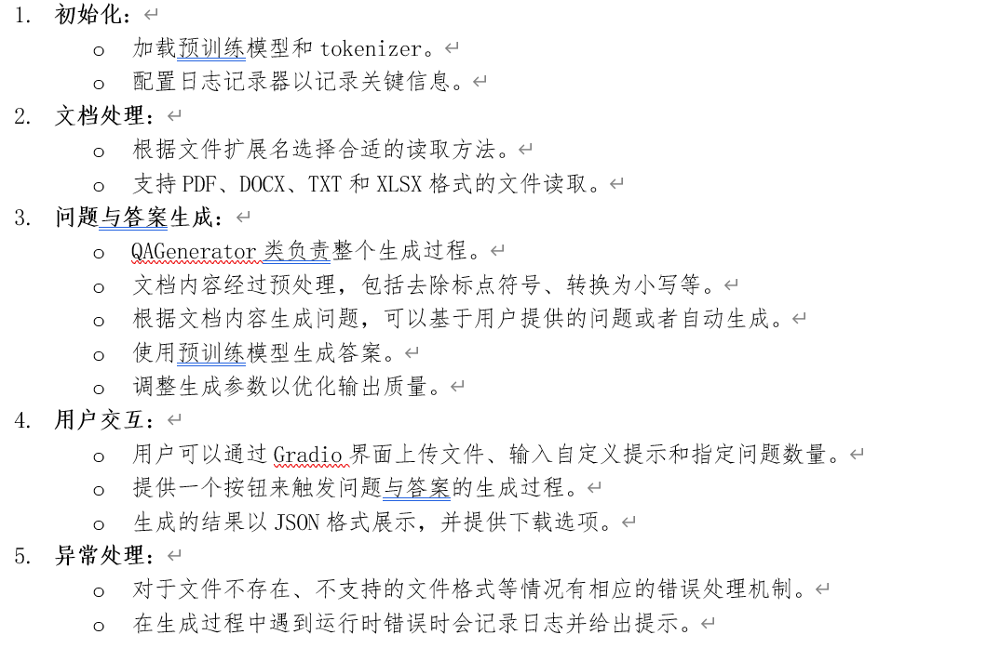 1. 初始化：
o 加载预训练模型和 tokenizer。
o 配置日志记录器以记录关键信息。
2. 文档处理：
o 根据文件扩展名选择合适的读取方法。
o 支持 PDF、DOCX、TXT 和 XLSX 格式的文件读取。
3. 问题与答案生成：
o QAGenerator 类负责整个生成过程。
o 文档内容经过预处理，包括去除标点符号、转换为小写等。
o 根据文档内容生成问题，可以基于用户提供的问题或者自动生成。
o 使用预训练模型生成答案。
o 调整生成参数以优化输出质量。
4. 用户交互：
o 用户可以通过 Gradio 界面上传文件、输入自定义提示和指定问题数量。
o 提供一个按钮来触发问题与答案的生成过程。
o 生成的结果以 JSON 格式展示，并提供下载选项。
5. 异常处理：
o 对于文件不存在、不支持的文件格式等情况有相应的错误处理机制。
o 在生成过程中遇到运行时错误时会记录日志并给出提示。